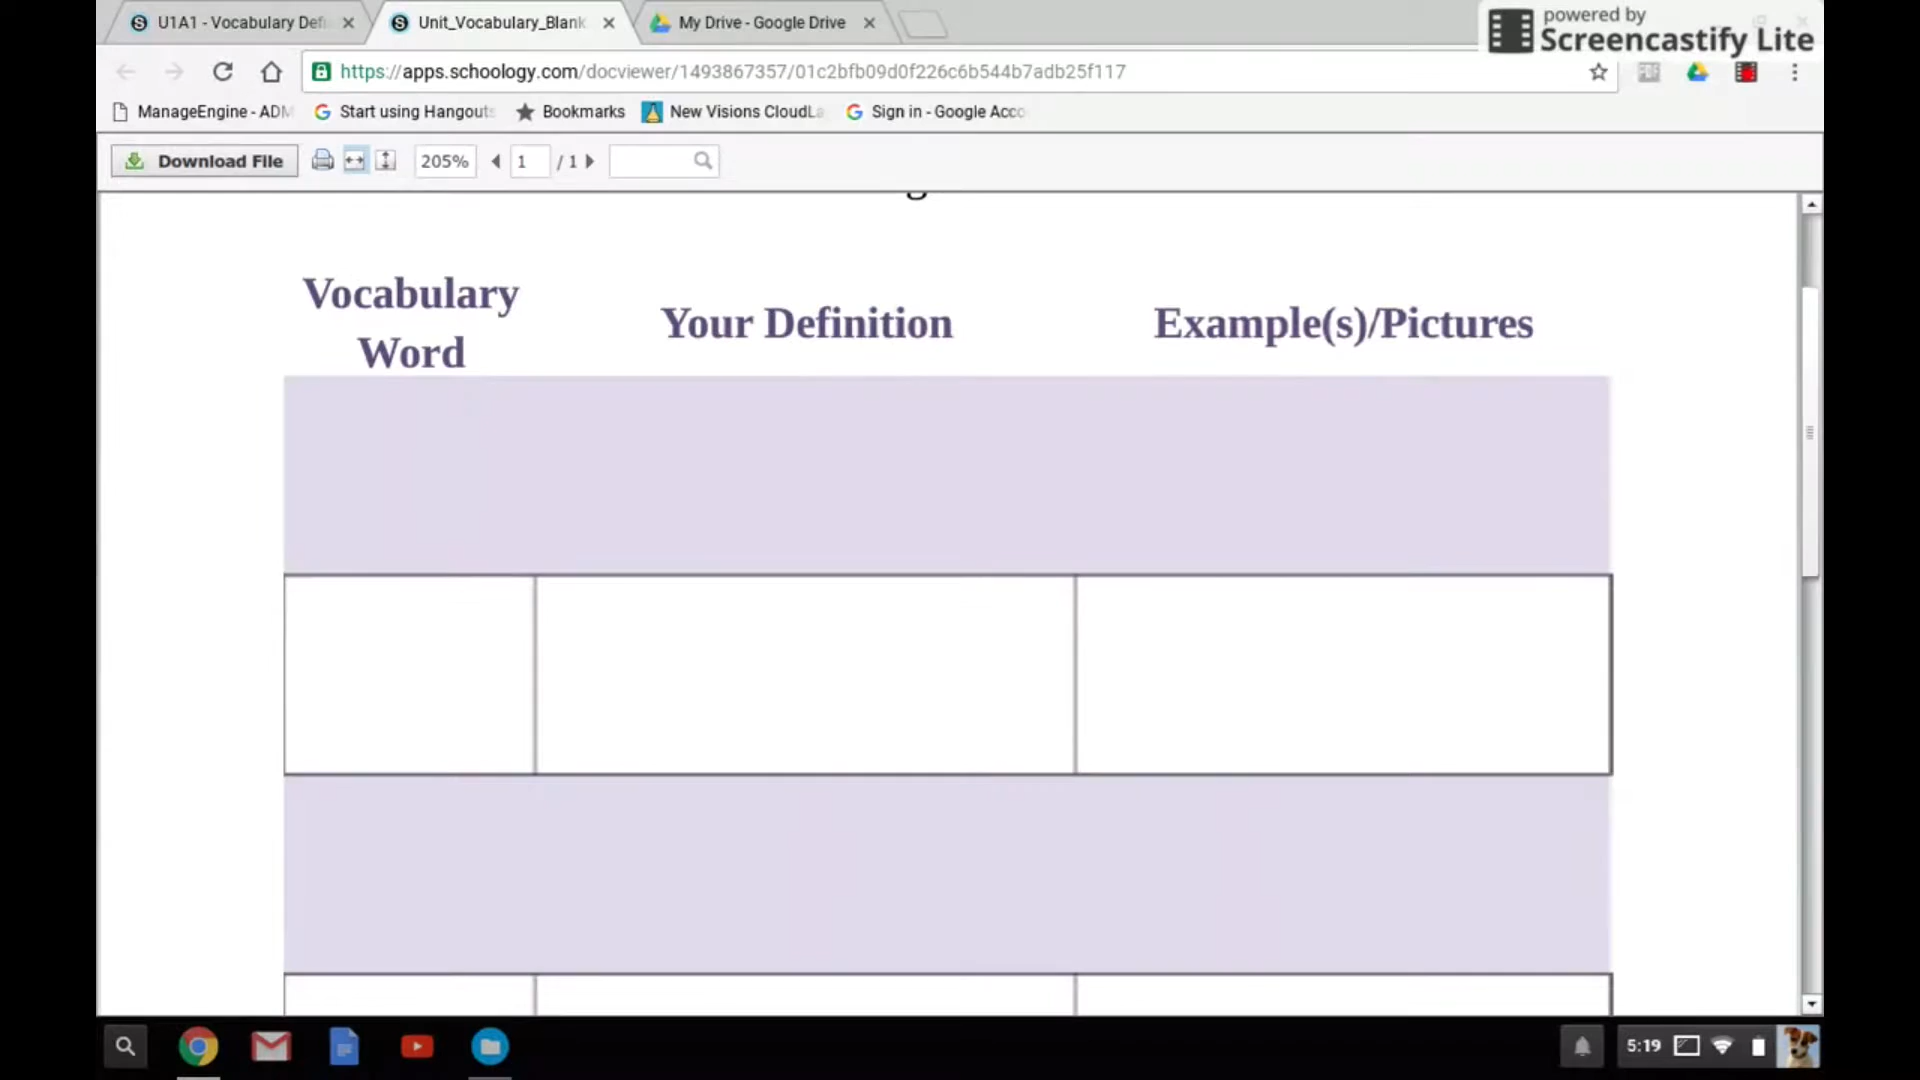 U1A1 - Vocabulary Defi
Unit_Vocabulary_Blank
My Drive - Google Drive
powered by
Screencastify Lite
https://apps.schoology.com/docviewer/1493867357/01c2bfb09d0f226c6b544b7adb25f117
ManageEngine - ADM
Start using Hangouts
Bookmarks
New Visions CloudLa
Sign in - Google Acco
Download File
205%
1
/ 1
Vocabulary
Word
Your Definition
Example(s)/Pictures
5:19